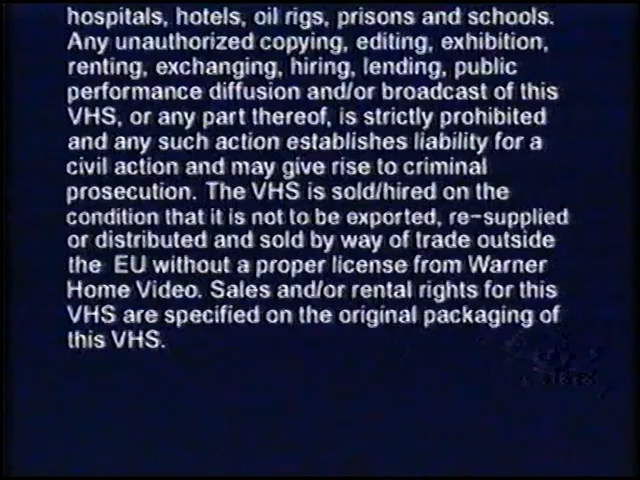 hospitals, hotels, oil rigs, prisons and schools.
Any unauthorized copying, editing, exhibition,
renting, exchanging, hiring, lending, public
performance diffusion and/or broadcast of this
VHS, or any part thereof, is strictly prohibited
and any such action establishes liability for a
civil action and may give rise to criminal
prosecution. The VHS is sold/hired on the
condition that it is not to be exported, re-supplied
or distributed and sold by way of trade outside
the EU without a proper license from Warner
Home Video. Sales and/or rental rights for this
VHS are specified on the original packaging of
this VHS.